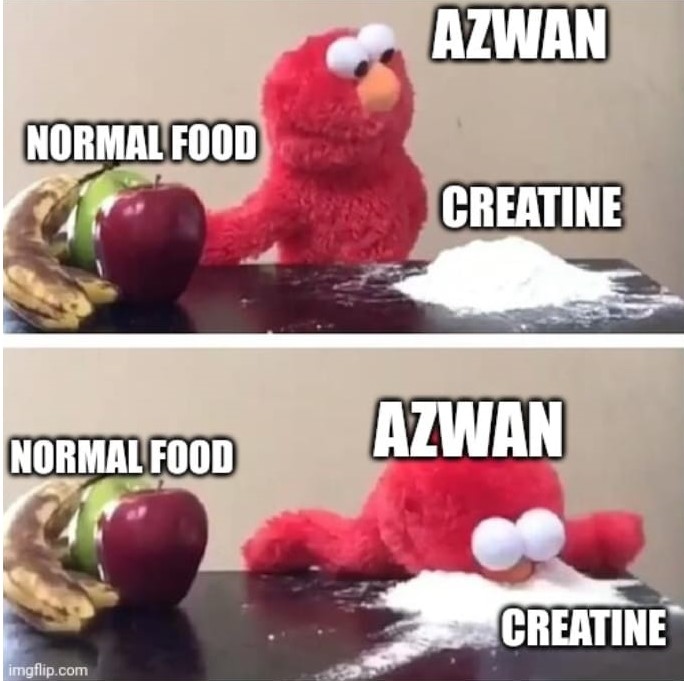 AZWAN
NORMAL FOOD
CREATINE
AZWAN
NORMAL FOOD
CREATINE
imgflip.com